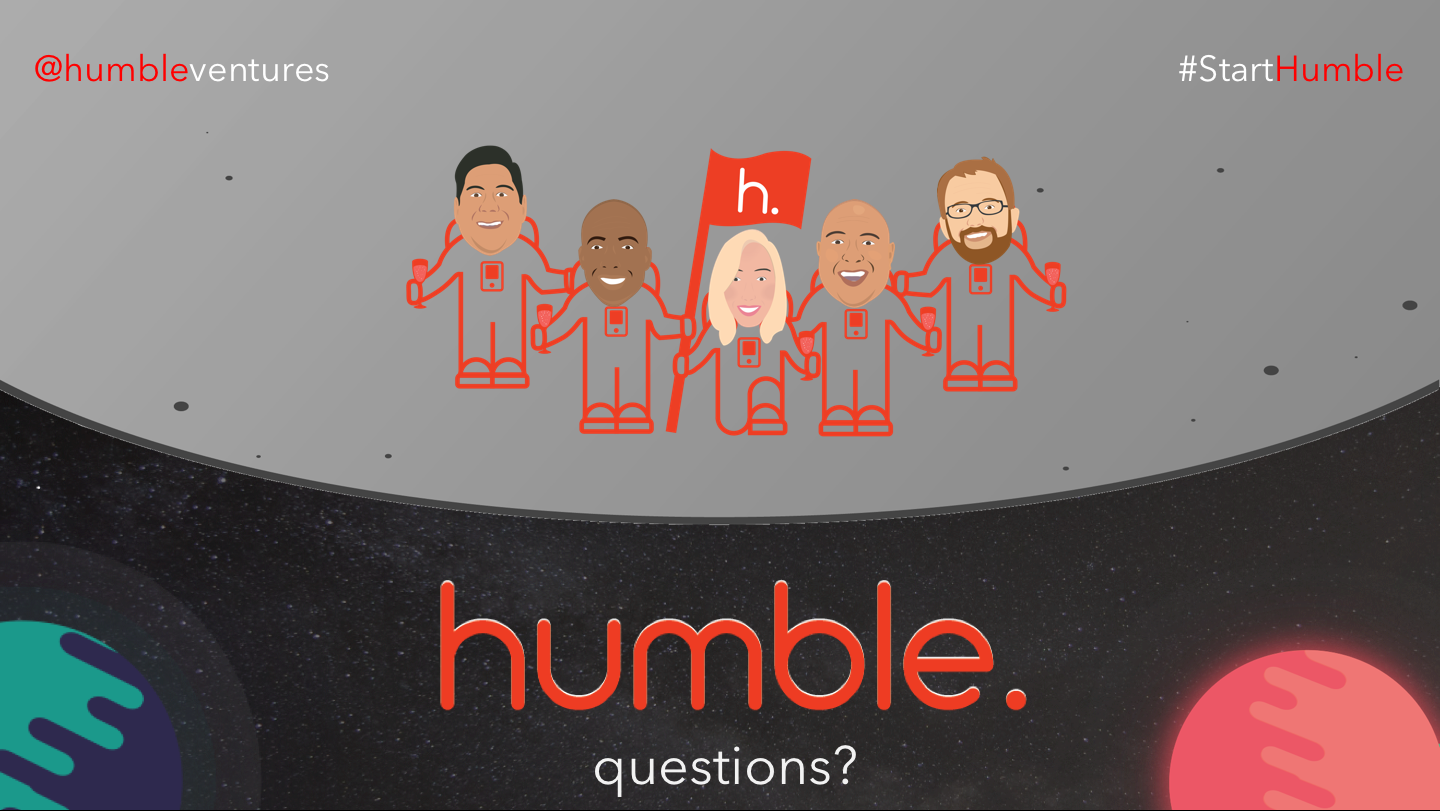 @humbleventures
#StartHumble
h.
humble.
questions?